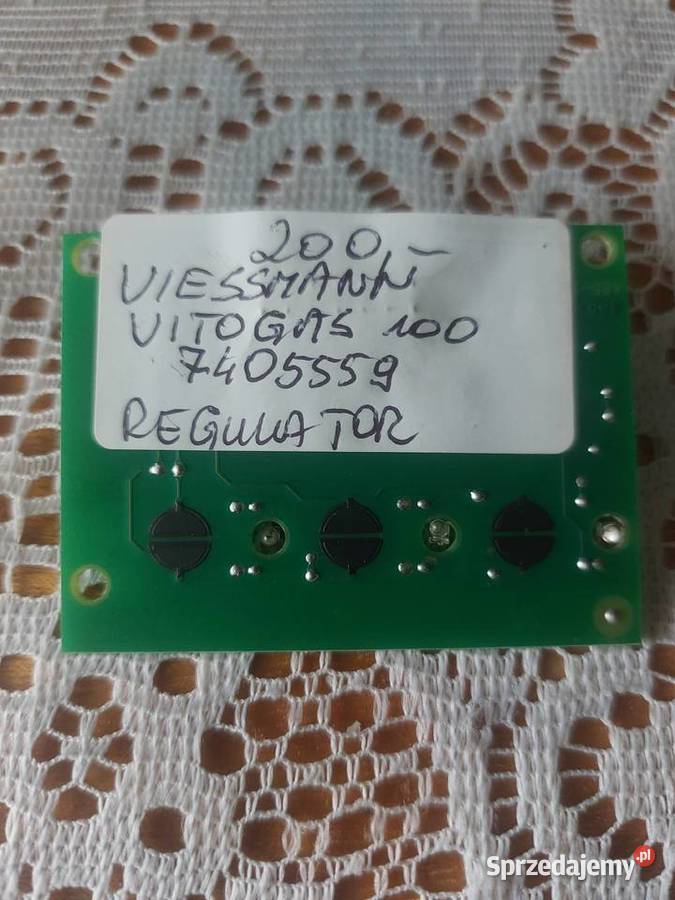 200,-
VIESSMANN
VITOGAS 100
7405559
REGULATOR
Sprzedajemy.pl